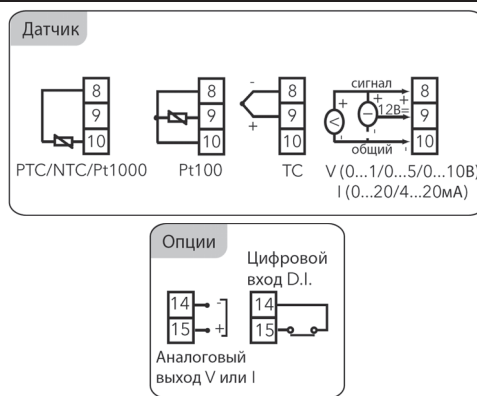 Датчик
8
9
10
PTC/NTC/Pt1000
8
9
10
Pt100
-
+
8
9
10
TC
сигнал
+ + +
V I 12В=
- -
общий
8
9
10
V (0...1/0...5/0...10В)
I (0...20/4...20мА)
Опции
14 -
15 +
Аналоговый
выход V или I
Цифровой
вход D.I.
14
15